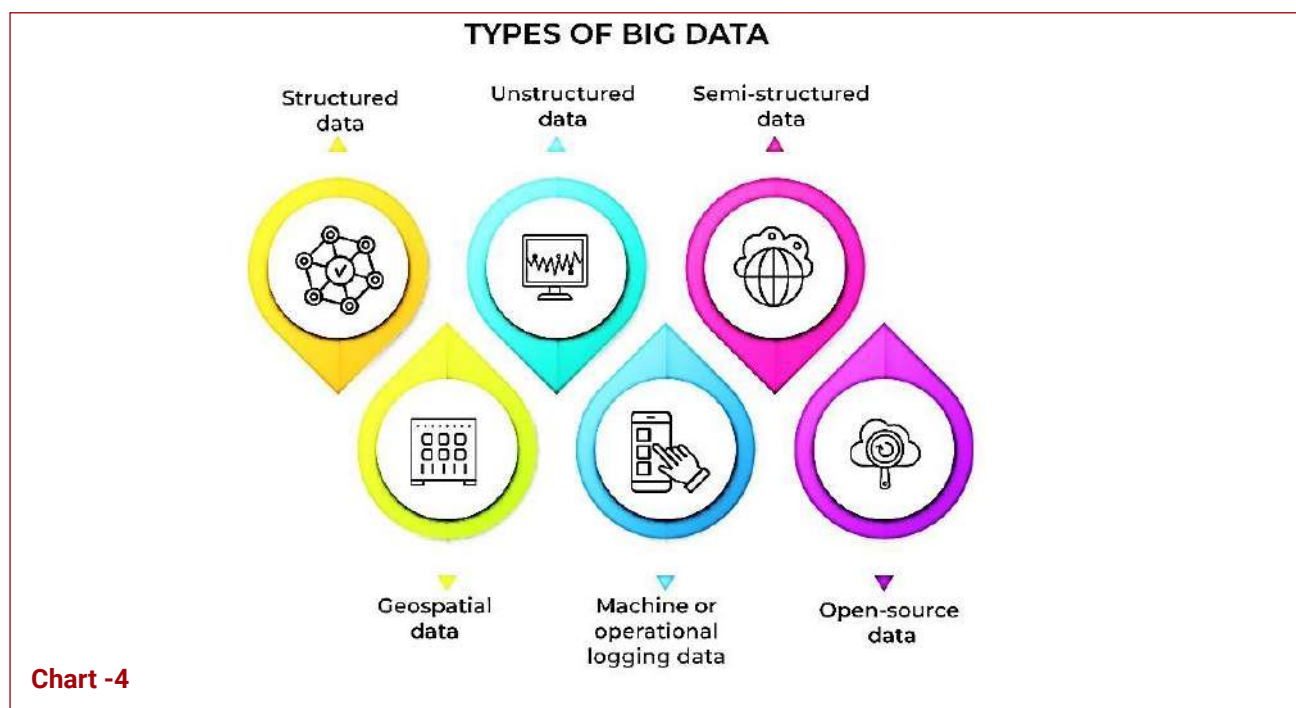 TYPES OF BIG DATA
Structured
data
Unstructured
data
Semi-structured
data
Geospatial
data
Machine or
operational
logging data
Open-source
data
Chart -4